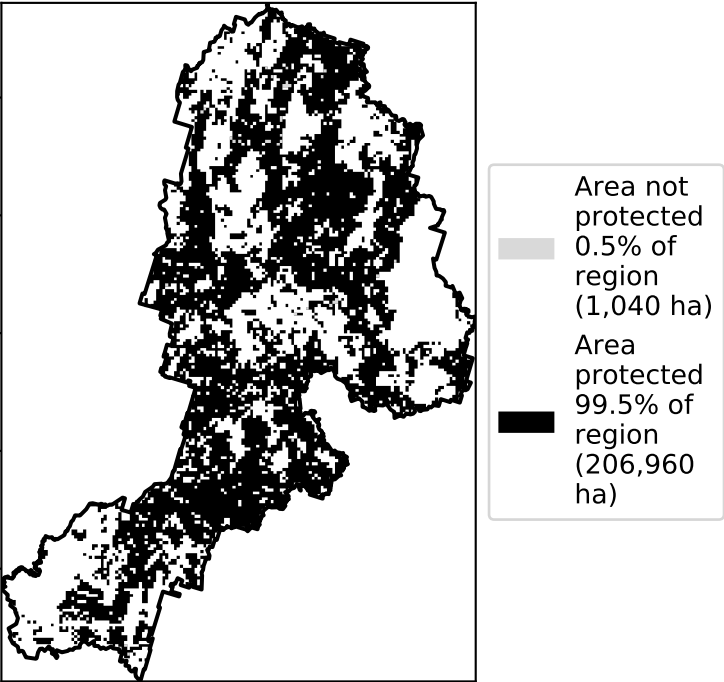 Area not
protected
0.5% of
region
(1,040 ha)
Area
protected
99.5% of
region
(206,960
ha)